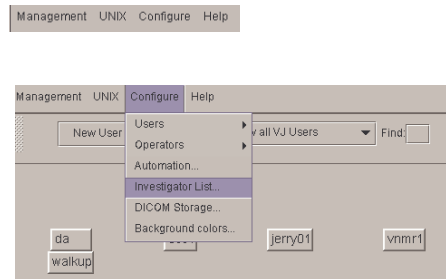 Management UNIX Configure Help
Management UNIX Configure Help
New User
all VJ Users
Find:
Users
Operators
Automation...
Investigator List...
DICOM Storage...
Background colors...
da
jerry01
vnmr1
walkup